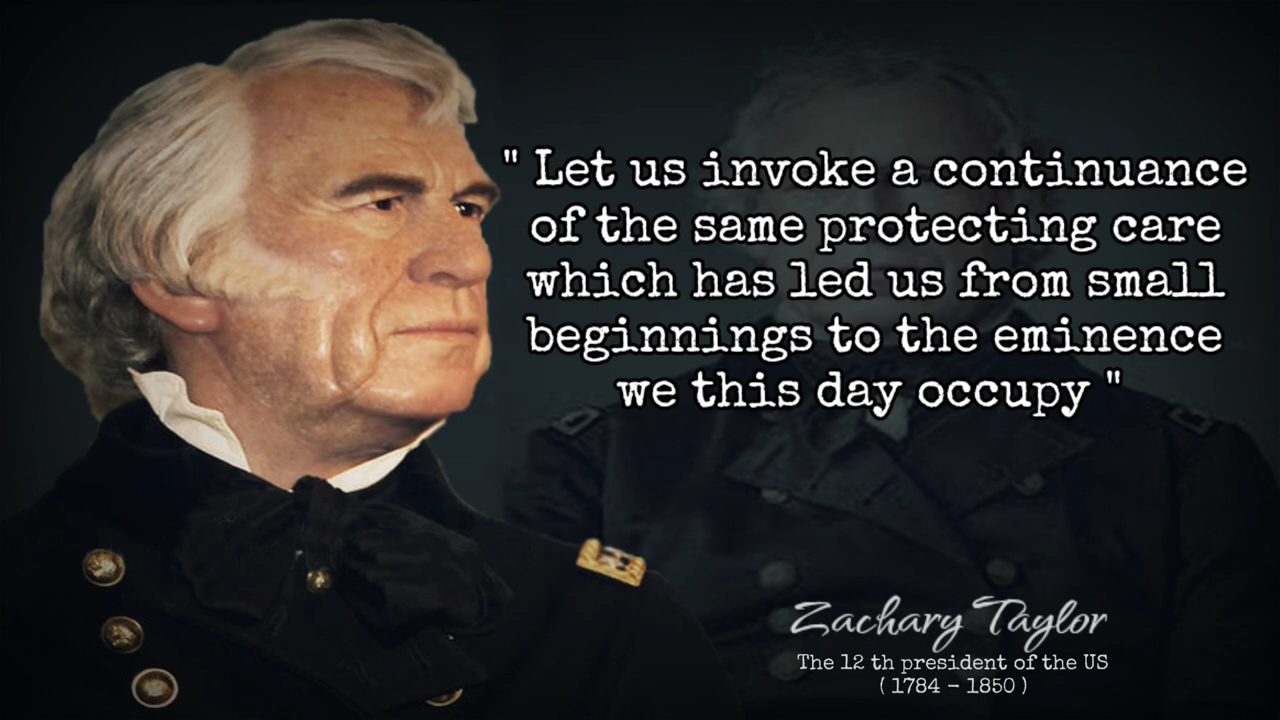 " Let us invoke a continuance
of the same protecting care
which has led us from small
beginnings to the eminence
we this day occupy "
Zachary Taylor
The 12 th president of the US
( 1784 - 1850 )